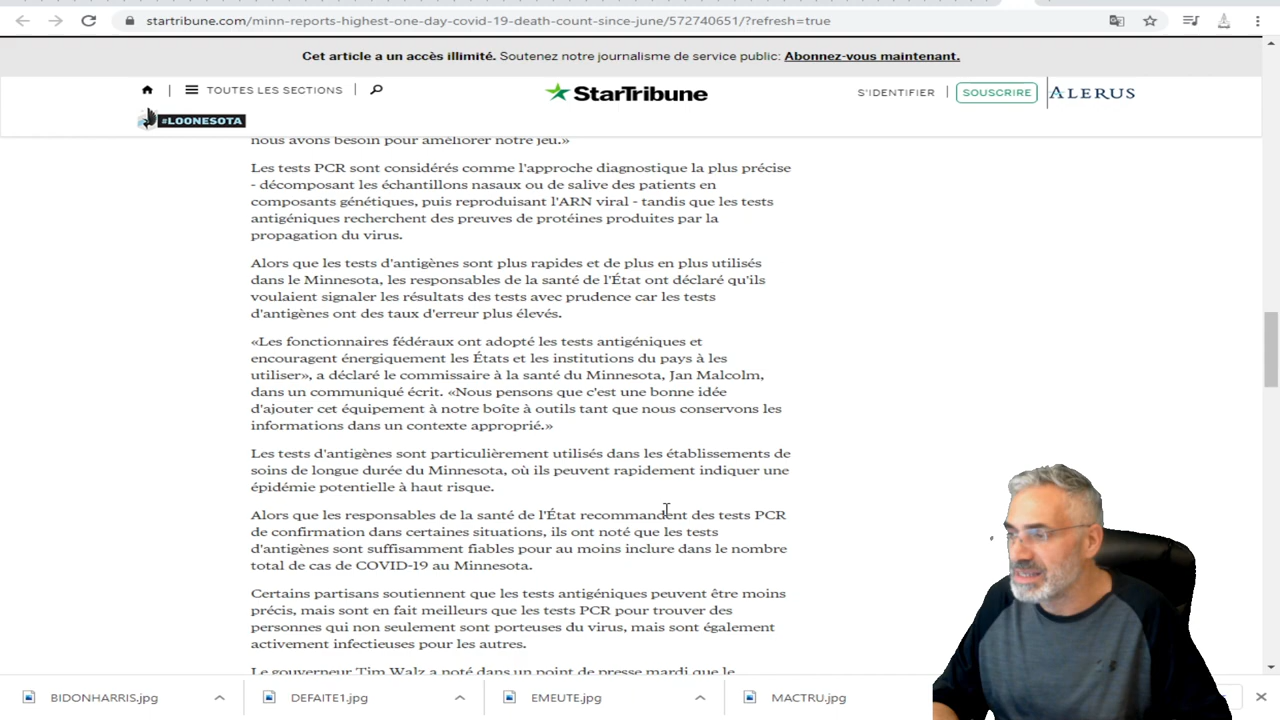 startribune.com/minn-reports-highest-one-day-covid-19-death-count-since-june/572740651/?refresh=true
Cet article a un accès illimité. Soutenez notre journalisme de service public: Abonnez-vous maintenant.
TOUTES LES SECTIONS
StarTribune
S'IDENTIFIER
SOUSCRIRE
ALERUS
#LOONESOTA
nous avons besoin pour améliorer notre jeu.»
Les tests PCR sont considérés comme l'approche diagnostique la plus précise
- décomposant les échantillons nasaux ou de salive des patients en
composants génétiques, puis reproduisant l'ARN viral - tandis que les tests
antigéniques recherchent des preuves de protéines produites par la
propagation du virus.
Alors que les tests d'antigènes sont plus rapides et de plus en plus utilisés
dans le Minnesota, les responsables de la santé de l'État ont déclaré qu'ils
voulaient signaler les résultats des tests avec prudence car les tests
d'antigènes ont des taux d'erreur plus élevés.
«Les fonctionnaires fédéraux ont adopté les tests antigéniques et
encouragent énergiquement les États et les institutions du pays à les
utiliser», a déclaré le commissaire à la santé du Minnesota, Jan Malcolm,
dans un communiqué écrit. «Nous pensons que c'est une bonne idée
d'ajouter cet équipement à notre boîte à outils tant que nous conservons les
informations dans un contexte approprié.»
Les tests d'antigènes sont particulièrement utilisés dans les établissements de
soins de longue durée du Minnesota, où ils peuvent rapidement indiquer une
épidémie potentielle à haut risque.
Alors que les responsables de la santé de l'État recommandent des tests PCR
de confirmation dans certaines situations, ils ont noté que les tests
d'antigènes sont suffisamment fiables pour au moins inclure dans le nombre
total de cas de COVID-19 au Minnesota.
Certains partisans soutiennent que les tests antigéniques peuvent être moins
précis, mais sont en fait meilleurs que les tests PCR pour trouver des
personnes qui non seulement sont porteuses du virus, mais sont également
activement infectieuses pour les autres.
Le gouverneur Tim Walz a noté dans un point de presse mardi que le
BIDONHARRIS.jpg
DEFAITE1.jpg
EMEUTE.jpg
MACTRU.jpg